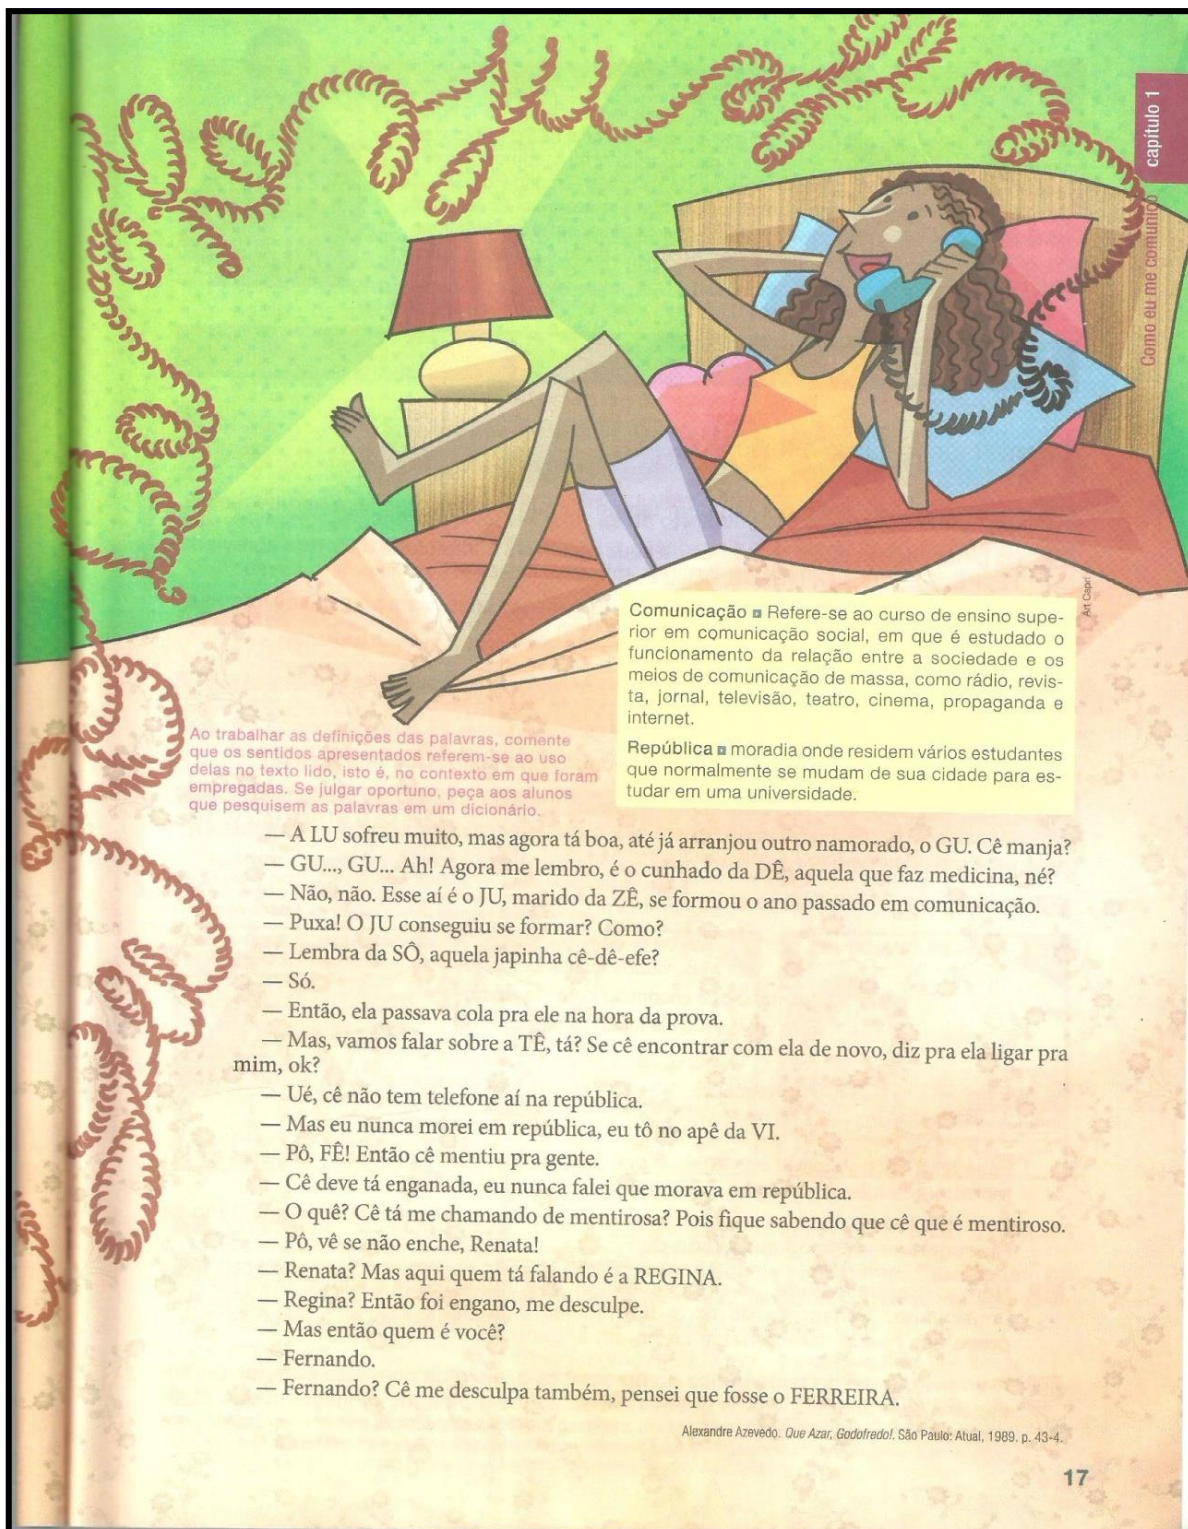 capítulo 1
Como eu me comunico
Art Capri
Comunicação ▪ Refere-se ao curso de ensino supe-
rior em comunicação social, em que é estudado o
funcionamento da relação entre a sociedade e os
meios de comunicação de massa, como rádio, revis-
ta, jornal, televisão, teatro, cinema, propaganda e
internet.
República ▪ moradia onde residem vários estudantes
que normalmente se mudam de sua cidade para es-
tudar em uma universidade.
Ao trabalhar as definições das palavras, comente
que os sentidos apresentados referem-se ao uso
delas no texto lido, isto é, no contexto em que foram
empregadas. Se julgar oportuno, peça aos alunos
que pesquisem as palavras em um dicionário.
— A LU sofreu muito, mas agora tá boa, até já arranjou outro namorado, o GU. Cê manja?
— GU..., GU... Ah! Agora me lembro, é o cunhado da DÊ, aquela que faz medicina, né?
— Não, não. Esse aí é o JU, marido da ZÊ, se formou o ano passado em comunicação.
— Puxa! O JU conseguiu se formar? Como?
— Lembra da SÔ, aquela japinha cê-dê-efe?
— Só.
— Então, ela passava cola pra ele na hora da prova.
— Mas, vamos falar sobre a TÊ, tá? Se cê encontrar com ela de novo, diz pra ela ligar pra
mim, ok?
— Ué, cê não tem telefone aí na república.
— Mas eu nunca morei em república, eu tô no apê da VI.
— Pô, FÊ! Então cê mentiu pra gente.
— Cê deve tá enganada, eu nunca falei que morava em república.
— O quê? Cê tá me chamando de mentirosa? Pois fique sabendo que cê que é mentiroso.
— Pô, vê se não enche, Renata!
— Renata? Mas aqui quem tá falando é a REGINA.
— Regina? Então foi engano, me desculpe.
— Mas então quem é você?
— Fernando.
— Fernando? Cê me desculpa também, pensei que fosse o FERREIRA.
Alexandre Azevedo. Que Azar, Godofredo!. São Paulo: Atual, 1989. p. 43-4.
17